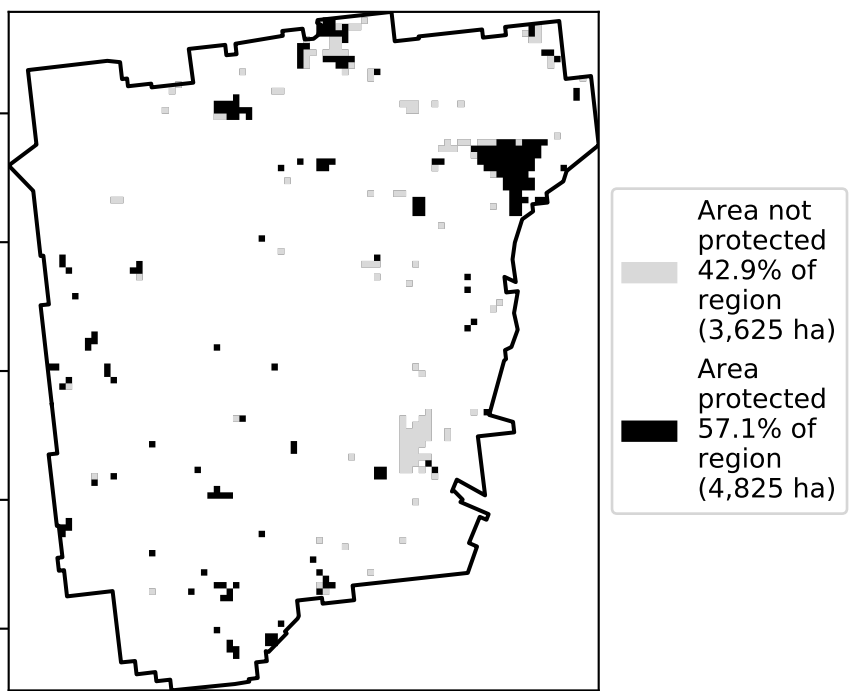 Area not
protected
42.9% of
region
(3,625 ha)
Area
protected
57.1% of
region
(4,825 ha)